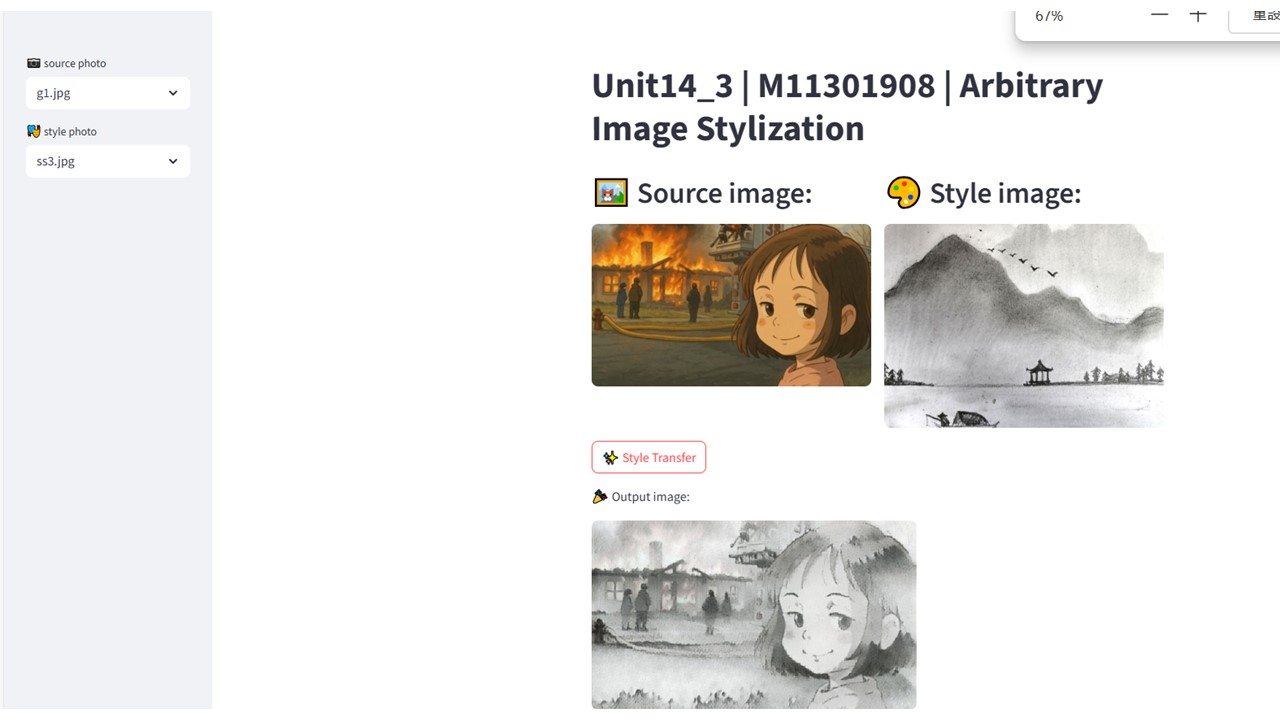 67%
重設
source photo
g1.jpg
style photo
ss3.jpg
Unit14_3 | M11301908 | Arbitrary
Image Stylization
Source image:
Style image:
Style Transfer
Output image: